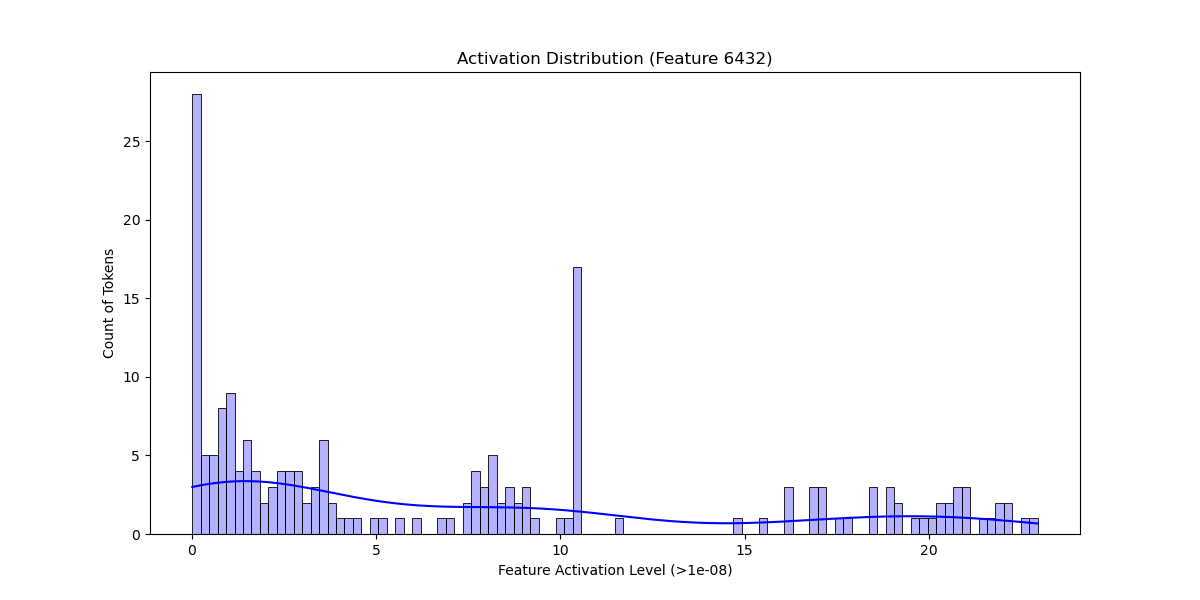 Activation Distribution (Feature 6432)
25
20
15
10
5
0
Count of Tokens
0 5 10 15 20
Feature Activation Level (>1e-08)